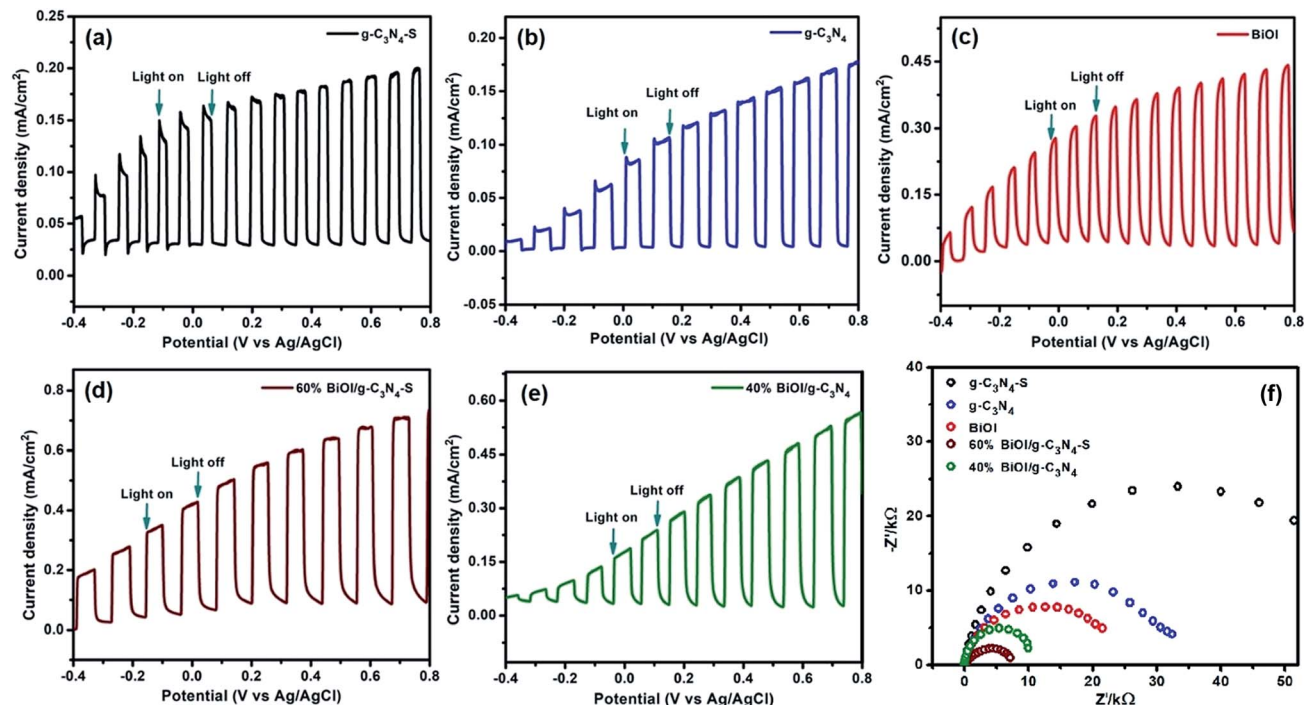 (a)
g-C₃N₄-S
Light on
Light off
0.25
0.20
0.15
0.10
0.05
0.00
Current density (mA/cm²)
-0.4 -0.2 0.0 0.2 0.4 0.6 0.8
Potential (V vs Ag/AgCl)
(b)
g-C₃N₄
Light on
Light off
0.20
0.15
0.10
0.05
0.00
-0.05
Current density (mA/cm²)
-0.4 -0.2 0.0 0.2 0.4 0.6 0.8
Potential (V vs Ag/AgCl)
(c)
BiOI
Light on
Light off
0.45
0.30
0.15
0.00
Current density (mA/cm²)
-0.4 -0.2 0.0 0.2 0.4 0.6 0.8
Potential (V vs Ag/AgCl)
(d)
60% BiOI/g-C₃N₄-S
Light on
Light off
0.8
0.6
0.4
0.2
0.0
Current density (mA/cm²)
-0.4 -0.2 0.0 0.2 0.4 0.6 0.8
Potential (V vs Ag/AgCl)
(e)
40% BiOI/g-C₃N₄
Light on
Light off
0.60
0.45
0.30
0.15
0.00
Current density (mA/cm²)
-0.4 -0.2 0.0 0.2 0.4 0.6 0.8
Potential (V vs Ag/AgCl)
(f)
g-C₃N₄-S
g-C₃N₄
BiOI
60% BiOI/g-C₃N₄-S
40% BiOI/g-C₃N₄
40
30
20
10
0
-Z''/kΩ
0 10 20 30 40 50
Z'/kΩ